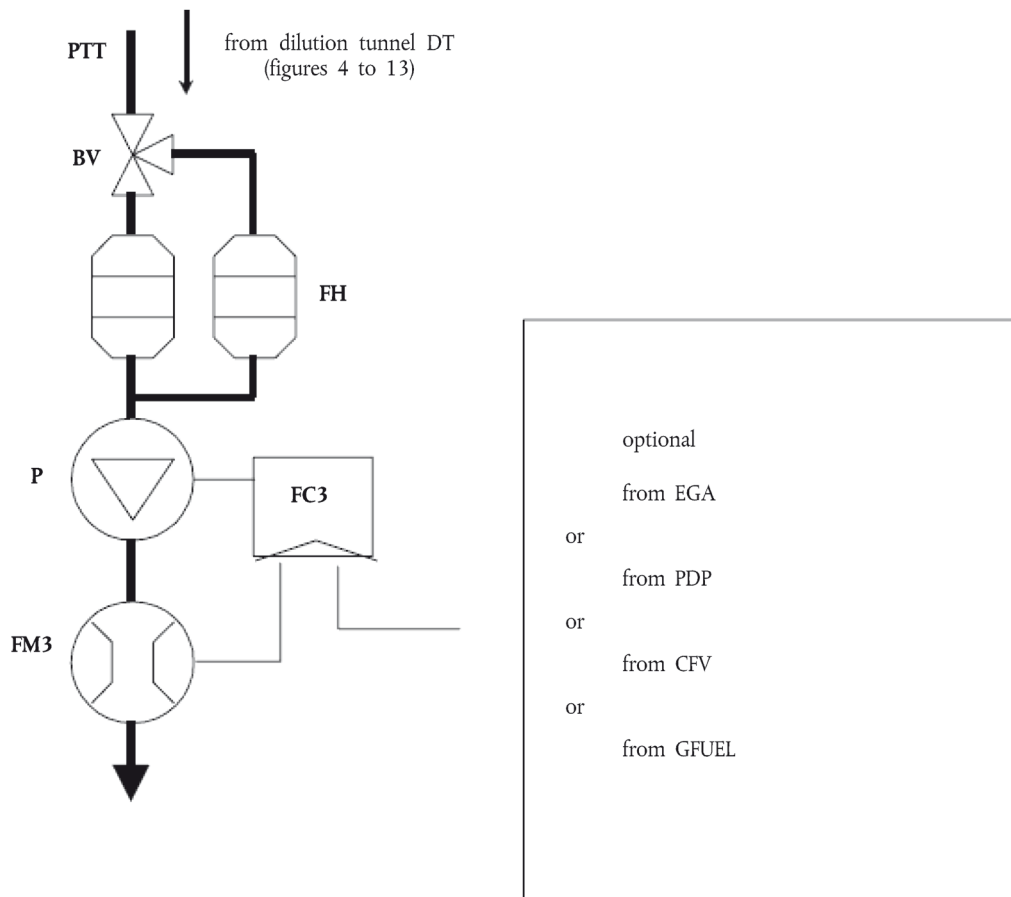 PTT
from dilution tunnel DT
(figures 4 to 13)
BV
FH
P
FC3
FM3
optional
from EGA
or
from PDP
or
from CFV
or
from GFUEL